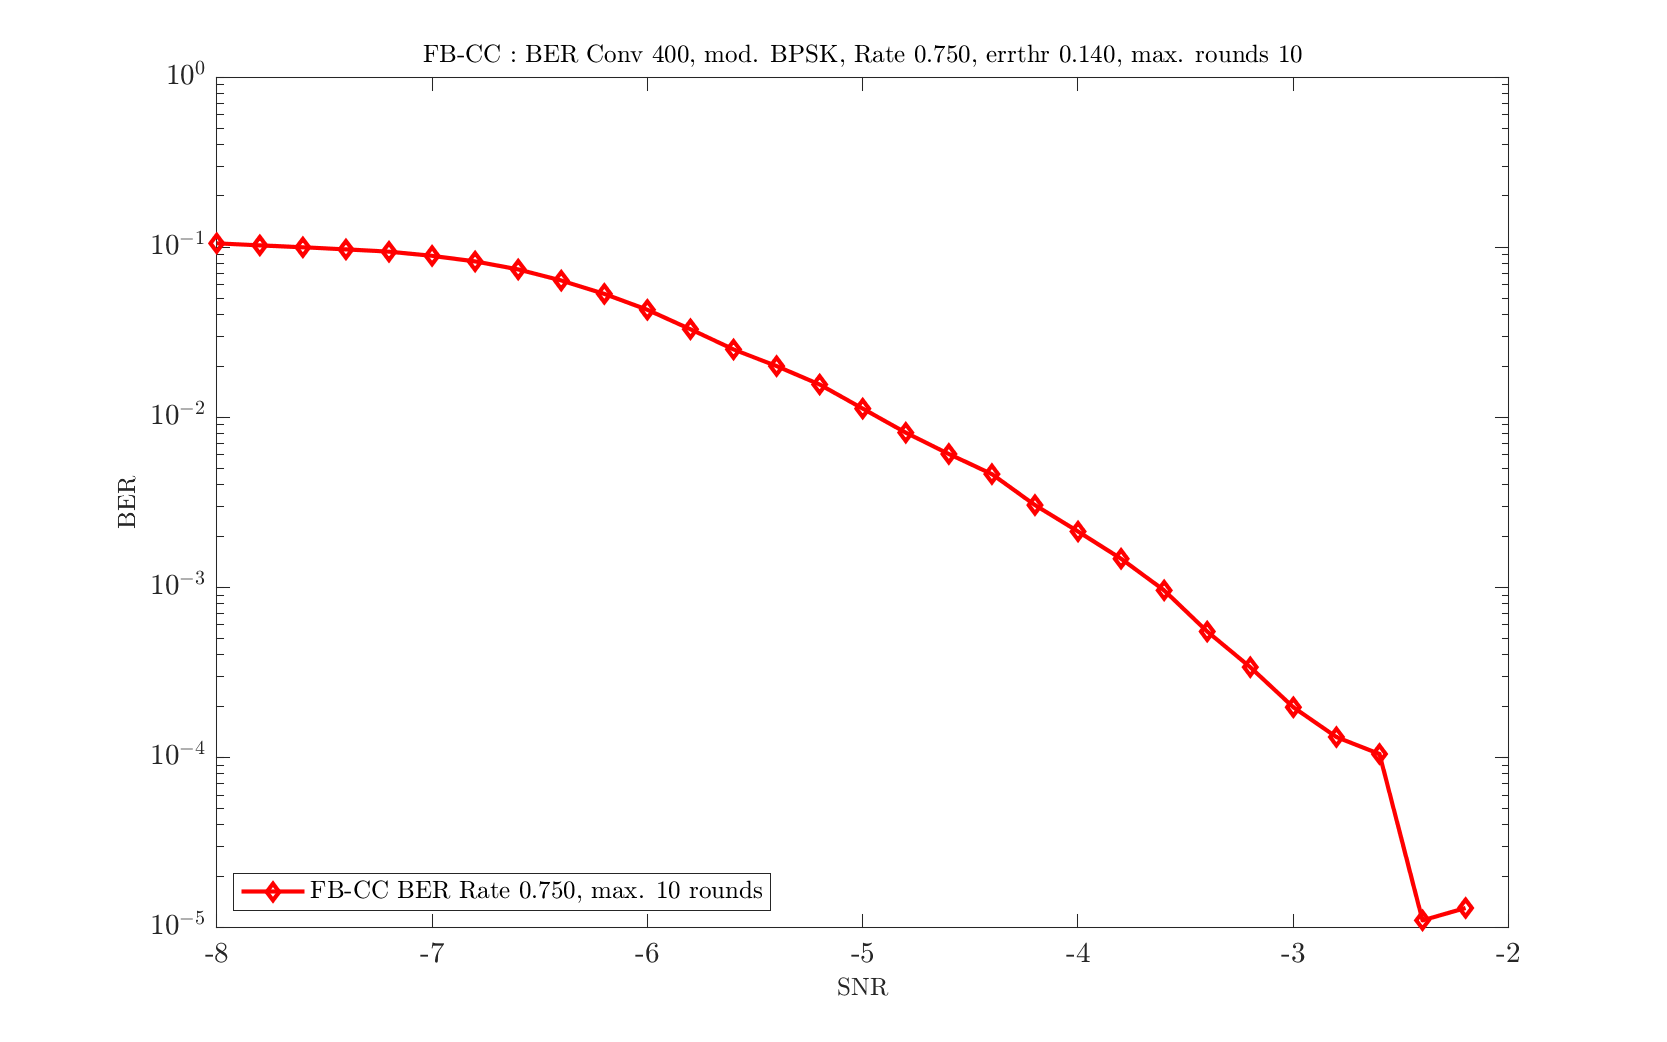 FB-CC : BER Conv 400, mod. BPSK, Rate 0.750, errthr 0.140, max. rounds 10
10^0
10^-1
10^-2
10^-3
10^-4
10^-5
BER
FB-CC BER Rate 0.750, max. 10 rounds
-8 -7 -6 -5 -4 -3 -2
SNR